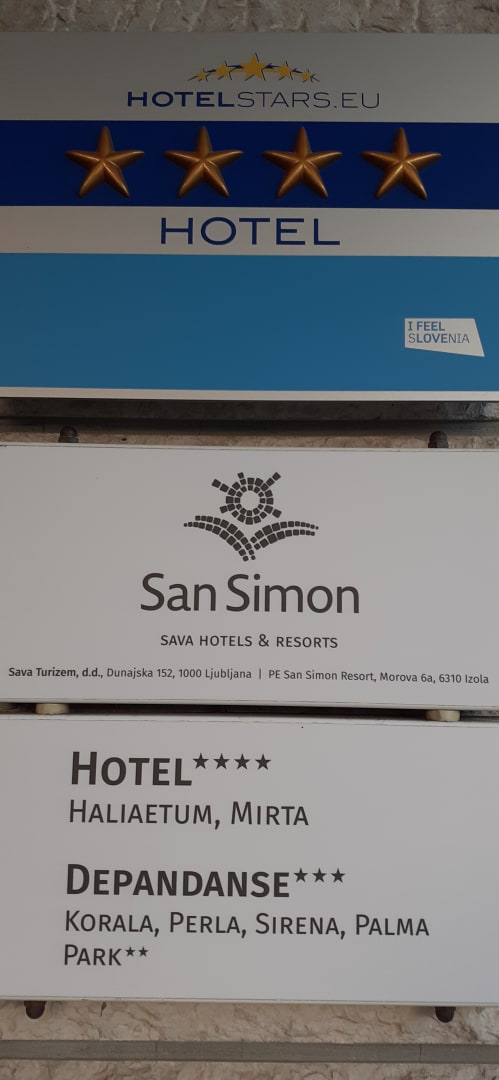 HOTELSTARS.EU
HOTEL
I FEEL
SLOVENIA
San Simon
SAVA HOTELS & RESORTS
Sava Turizem, d.d., Dunajska 152, 1000 Ljubljana | PE San Simon Resort, Morova 6a, 6310 Izola
HOTEL★★★★
HALIAETUM, MIRTA
DEPANDANSE★★★
KORALA, PERLA, SIRENA, PALMA
PARK★★